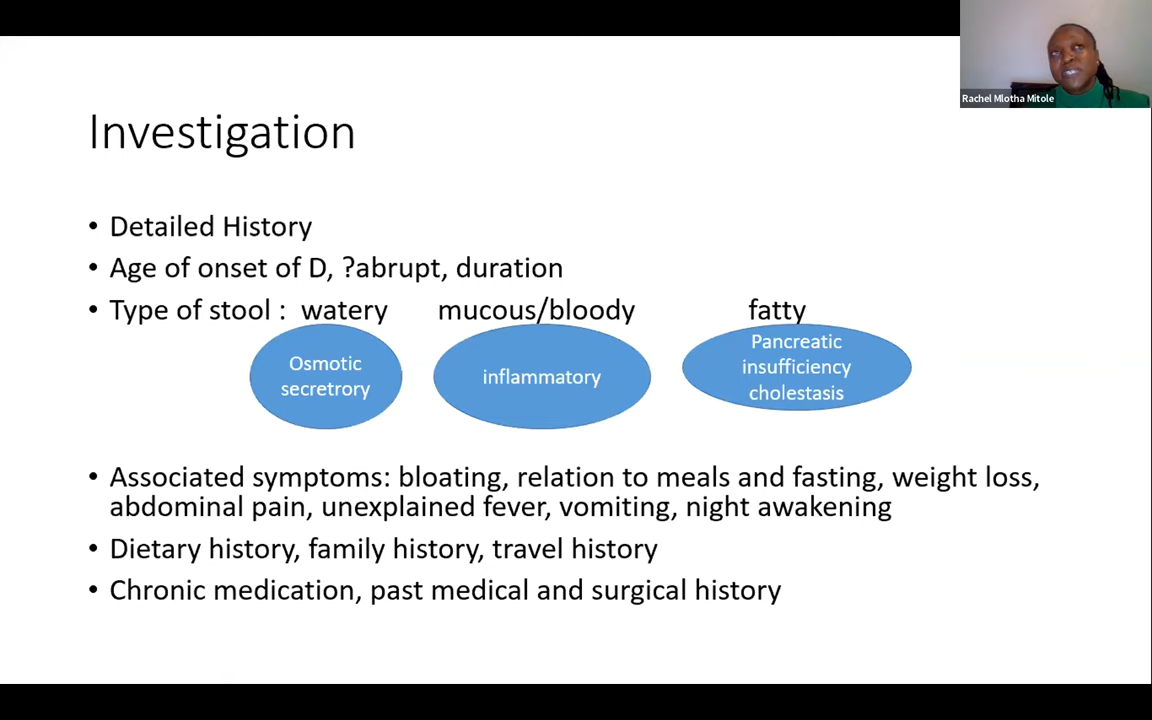 Rachel Mlotha Mitole
Investigation
• Detailed History
• Age of onset of D, ?abrupt, duration
• Type of stool : watery mucous/bloody fatty
Osmotic
secretrory
inflammatory
Pancreatic
insufficiency
cholestasis
• Associated symptoms: bloating, relation to meals and fasting, weight loss,
abdominal pain, unexplained fever, vomiting, night awakening
• Dietary history, family history, travel history
• Chronic medication, past medical and surgical history